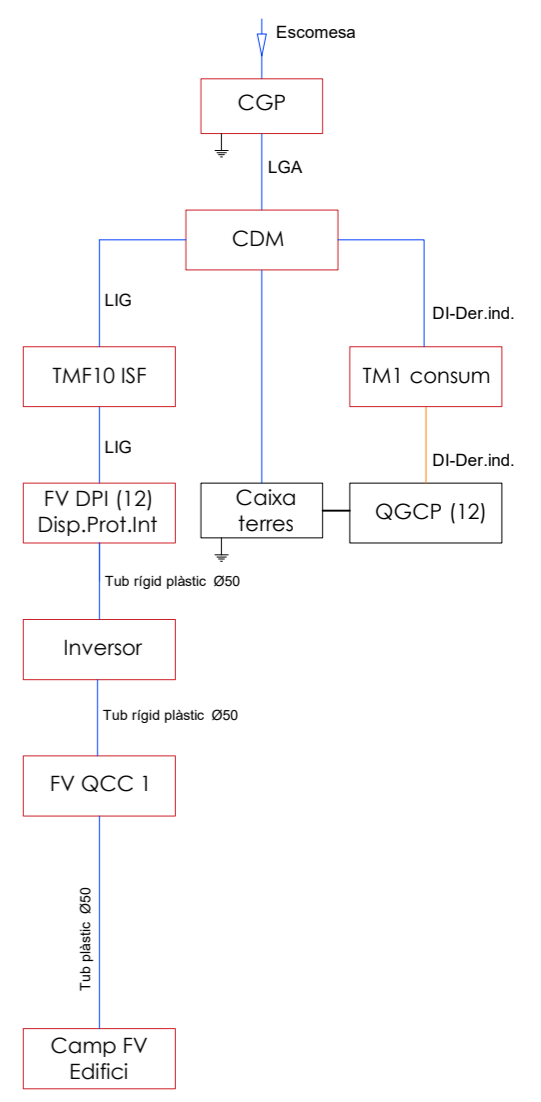 Escomesa
CGP
LGA
CDM
LIG
DI-Der.ind.
TMF10 ISF
TM1 consum
LIG
DI-Der.ind.
FV DPI (12)
Disp.Prot.Int
Caixa
terres
QGCP (12)
Tub rígid plàstic Ø50
Inversor
Tub rígid plàstic Ø50
FV QCC 1
Tub plàstic Ø50
Camp FV
Edifici